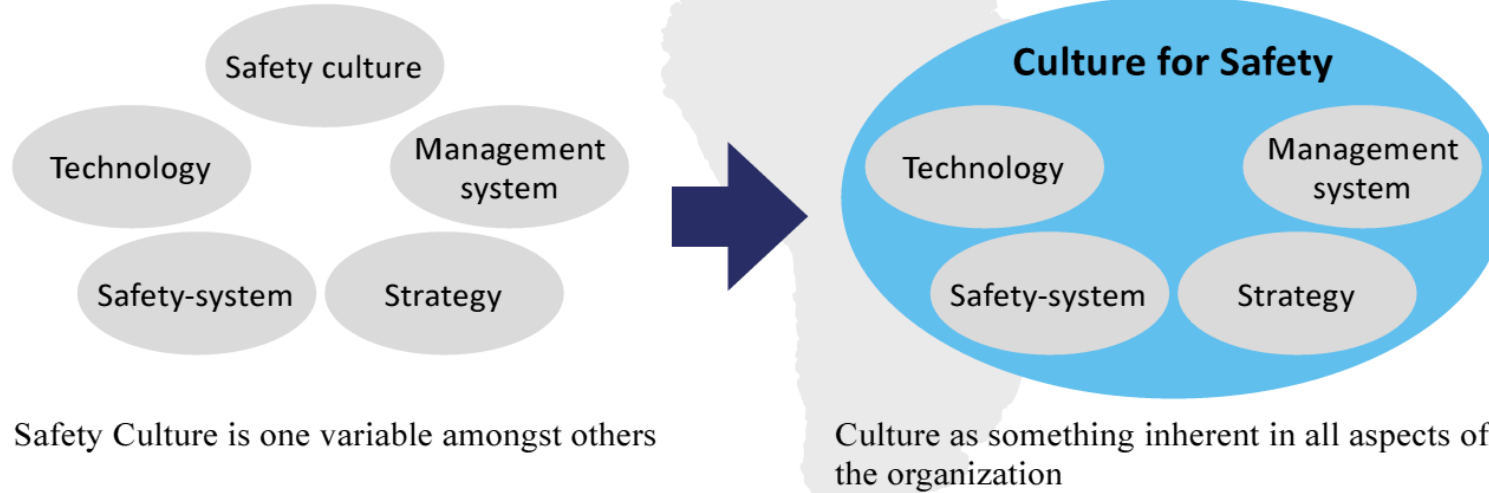 Safety culture
Technology
Management
system
Safety-system
Strategy
Safety Culture is one variable amongst others
Culture for Safety
Technology
Management
system
Safety-system
Strategy
Culture as something inherent in all aspects of
the organization